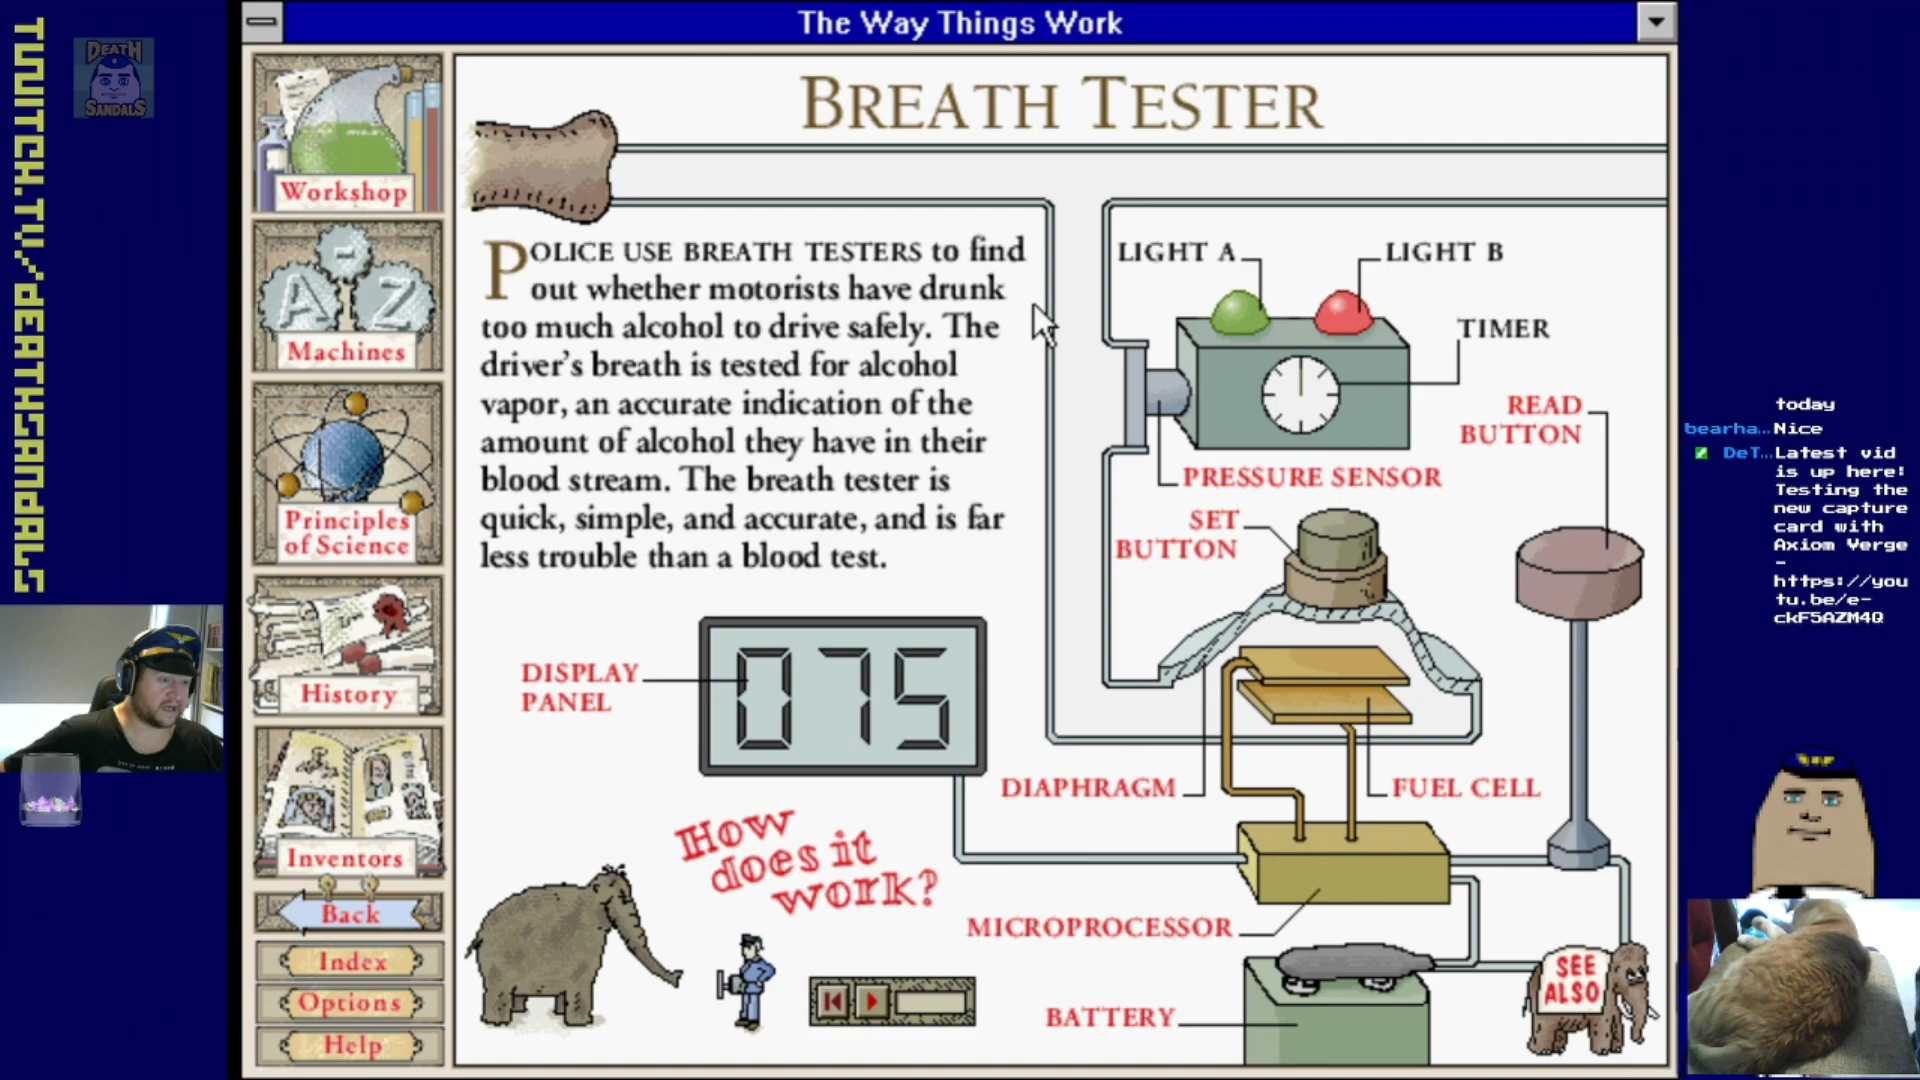 TWITCH.TV/DEATHSANDALS
DEATH
SANDALS
The Way Things Work
Workshop
A - Z
Machines
Principles
of Science
History
Inventors
Back
Index
Options
Help
BREATH TESTER
POLICE USE BREATH TESTERS to find
out whether motorists have drunk
too much alcohol to drive safely. The
driver's breath is tested for alcohol
vapor, an accurate indication of the
amount of alcohol they have in their
blood stream. The breath tester is
quick, simple, and accurate, and is far
less trouble than a blood test.
LIGHT A
LIGHT B
TIMER
READ
BUTTON
PRESSURE SENSOR
SET
BUTTON
DISPLAY
PANEL
075
DIAPHRAGM
FUEL CELL
How
does it
work?
MICROPROCESSOR
BATTERY
SEE
ALSO
today
bearha... Nice
DeT... Latest vid
is up here:
Testing the
new capture
card with
Axiom Verge
-
https://you
tu.be/e-
ckF5AZM4Q